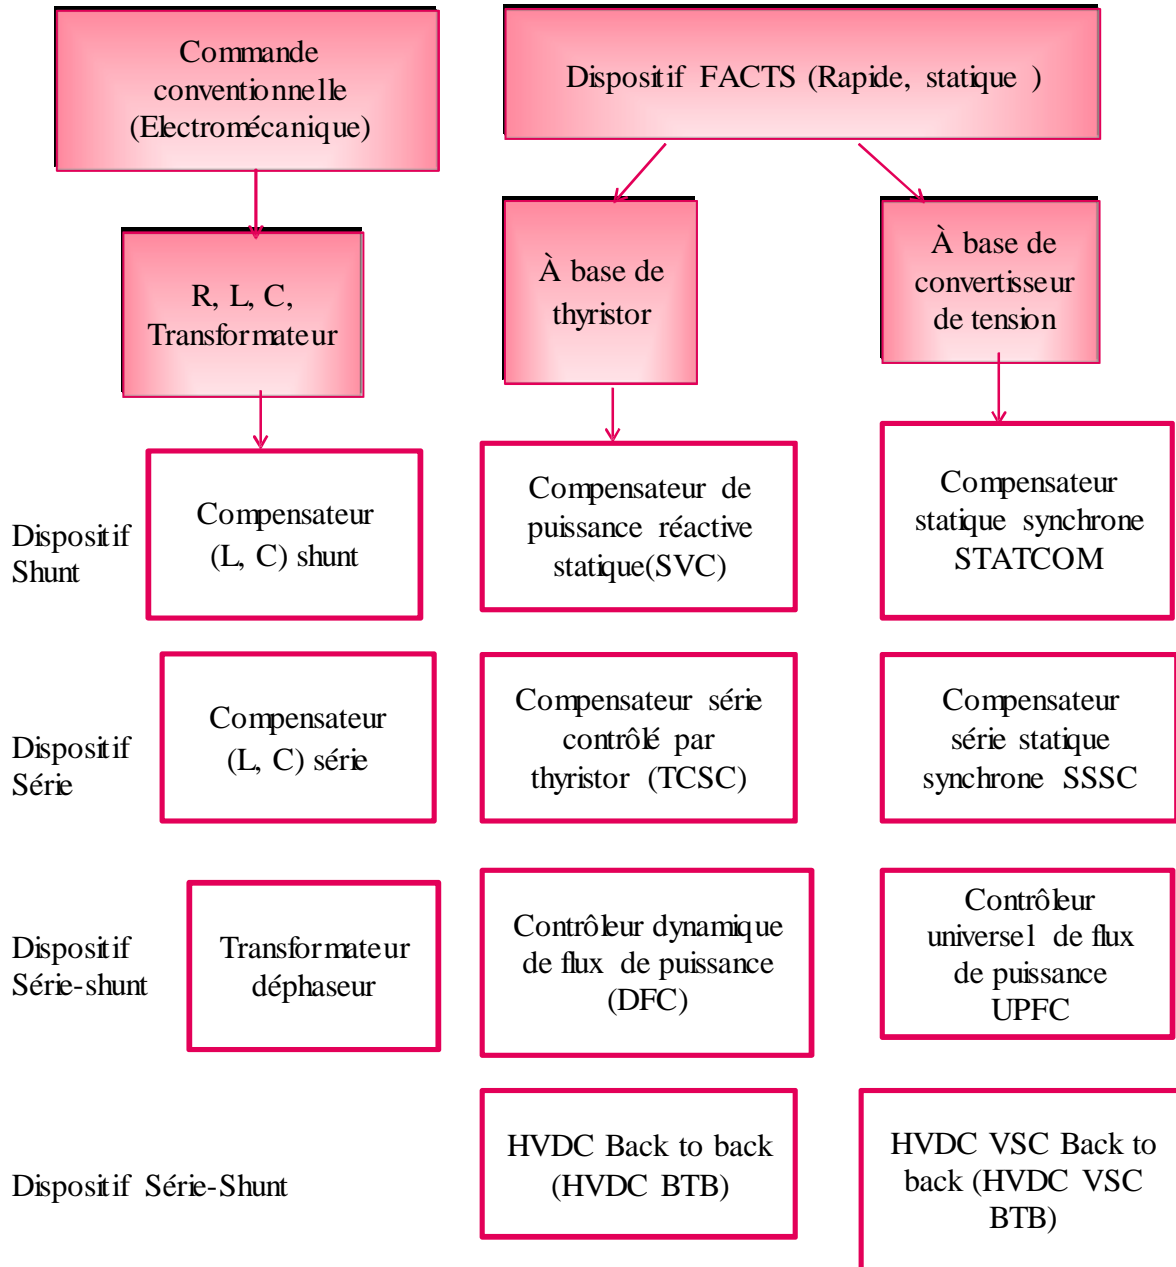 Commande
conventionnelle
(Electromécanique)
Dispositif FACTS (Rapide, statique )
R, L, C,
Transformateur
À base de
thyristor
À base de
convertisseur
de tension
Dispositif
Shunt
Compensateur
(L, C) shunt
Compensateur de
puissance réactive
statique(SVC)
Compensateur
statique synchrone
STATCOM
Dispositif
Série
Compensateur
(L, C) série
Compensateur série
contrôlé par
thyristor (TCSC)
Compensateur
série statique
synchrone SSSC
Dispositif
Série-shunt
Transformateur
déphaseur
Contrôleur dynamique
de flux de puissance
(DFC)
Contrôleur
universel de flux
de puissance
UPFC
Dispositif Série-Shunt
HVDC Back to back
(HVDC BTB)
HVDC VSC Back to
back (HVDC VSC
BTB)